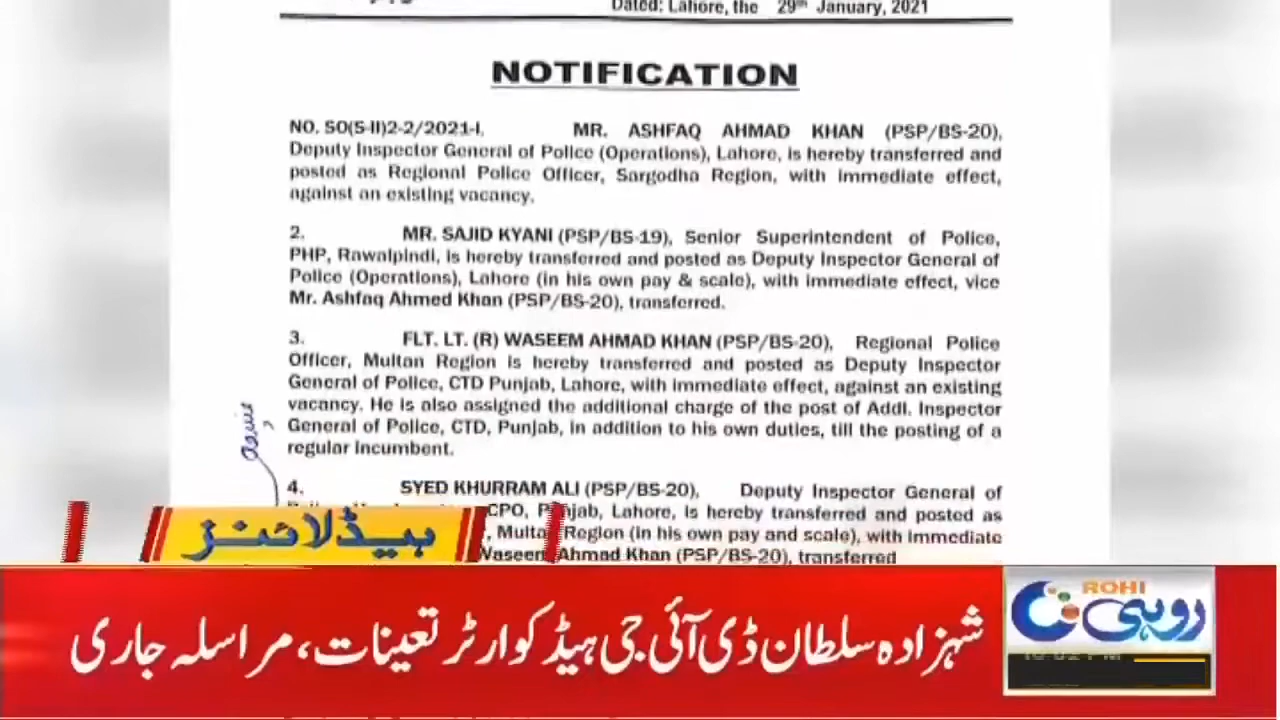 Dated: Lahore, the 29th January, 2021
NOTIFICATION
NO. SO(S-II)2-2/2021-I. MR. ASHFAQ AHMAD KHAN (PSP/BS-20),
Deputy Inspector General of Police (Operations), Lahore, is hereby transferred and
posted as Regional Police Officer, Sargodha Region, with immediate effect,
against an existing vacancy.
2. MR. SAJID KYANI (PSP/BS-19), Senior Superintendent of Police,
PHP, Rawalpindi, is hereby transferred and posted as Deputy Inspector General of
Police (Operations), Lahore (in his own pay & scale), with immediate effect, vice
Mr. Ashfaq Ahmed Khan (PSP/BS-20), transferred.
3. FLT. LT. (R) WASEEM AHMAD KHAN (PSP/BS-20), Regional Police
Officer, Multan Region is hereby transferred and posted as Deputy Inspector
General of Police, CTD Punjab, Lahore, with immediate effect, against an existing
vacancy. He is also assigned the additional charge of the post of Addl. Inspector
General of Police, CTD, Punjab, in addition to his own duties, till the posting of a
regular incumbent.
4. SYED KHURRAM ALI (PSP/BS-20), Deputy Inspector General of
CPO, Punjab, Lahore, is hereby transferred and posted as
, Multan Region (in his own pay and scale), with immediate
Waseem Ahmad Khan (PSP/BS-20), transferred
ہیڈلائنز
شہزادہ سلطان ڈی آئی جی ہیڈ کوارٹر تعینات، مراسلہ جاری
ROHI
روہی